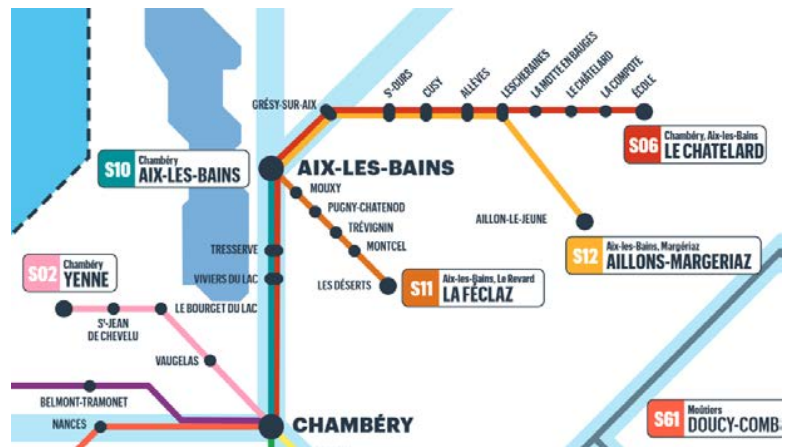 GRÉSY-SUR-AIX
ST-OURS
CUSY
ALLÈVES
LESCHERAINES
LA MOTTE EN BAUGES
LE CHÂTELARD
LA COMPOTE
ÉCOLE
S06
Chambéry, Aix-les-Bains
LE CHATELARD
S10
Chambéry
AIX-LES-BAINS
AIX-LES-BAINS
MOUXY
PUGNY-CHATENOD
TRÉVIGNIN
MONTCEL
LES DÉSERTS
AILLON-LE-JEUNE
S12
Aix-les-Bains, Margériaz
AILLONS-MARGERIAZ
S11
Aix-les-Bains, Le Revard
LA FÉCLAZ
TRESSERVE
VIVIERS DU LAC
S02
Chambéry
YENNE
ST-JEAN
DE CHEVELU
LE BOURGET DU LAC
VAUGELAS
BELMONT-TRAMONET
NANCES
CHAMBÉRY
S61
Moûtiers
DOUCY-COMB